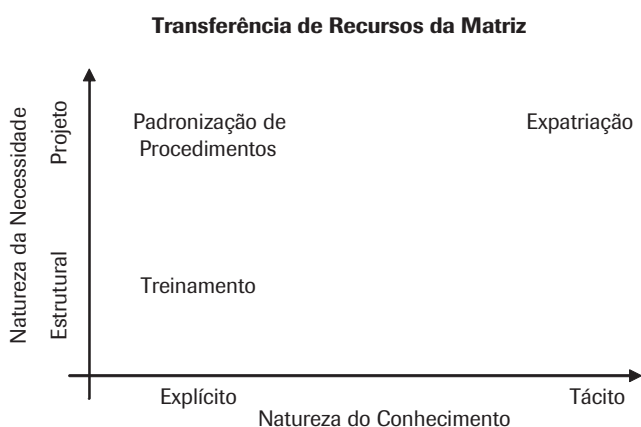 Transferência de Recursos da Matriz
Natureza da Necessidade
Projeto
Estrutural
Padronização de
Procedimentos
Expatriação
Treinamento
Explícito
Tácito
Natureza do Conhecimento